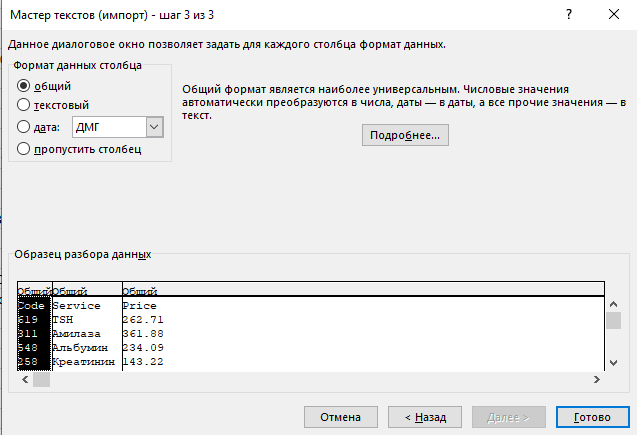 Мастер текстов (импорт) - шаг 3 из 3
Данное диалоговое окно позволяет задать для каждого столбца формат данных.
Формат данных столбца
общий
текстовый
дата: ДМГ
пропустить столбец
Общий формат является наиболее универсальным. Числовые значения
автоматически преобразуются в числа, даты — в даты, а все прочие значения — в
текст.
Подробнее...
Образец разбора данных
Общий Общий Общий
Code Service Price
619 TSH 262.71
311 Амилаза 361.88
548 Альбумин 234.09
258 Креатинин 143.22
Отмена < Назад Далее > Готово